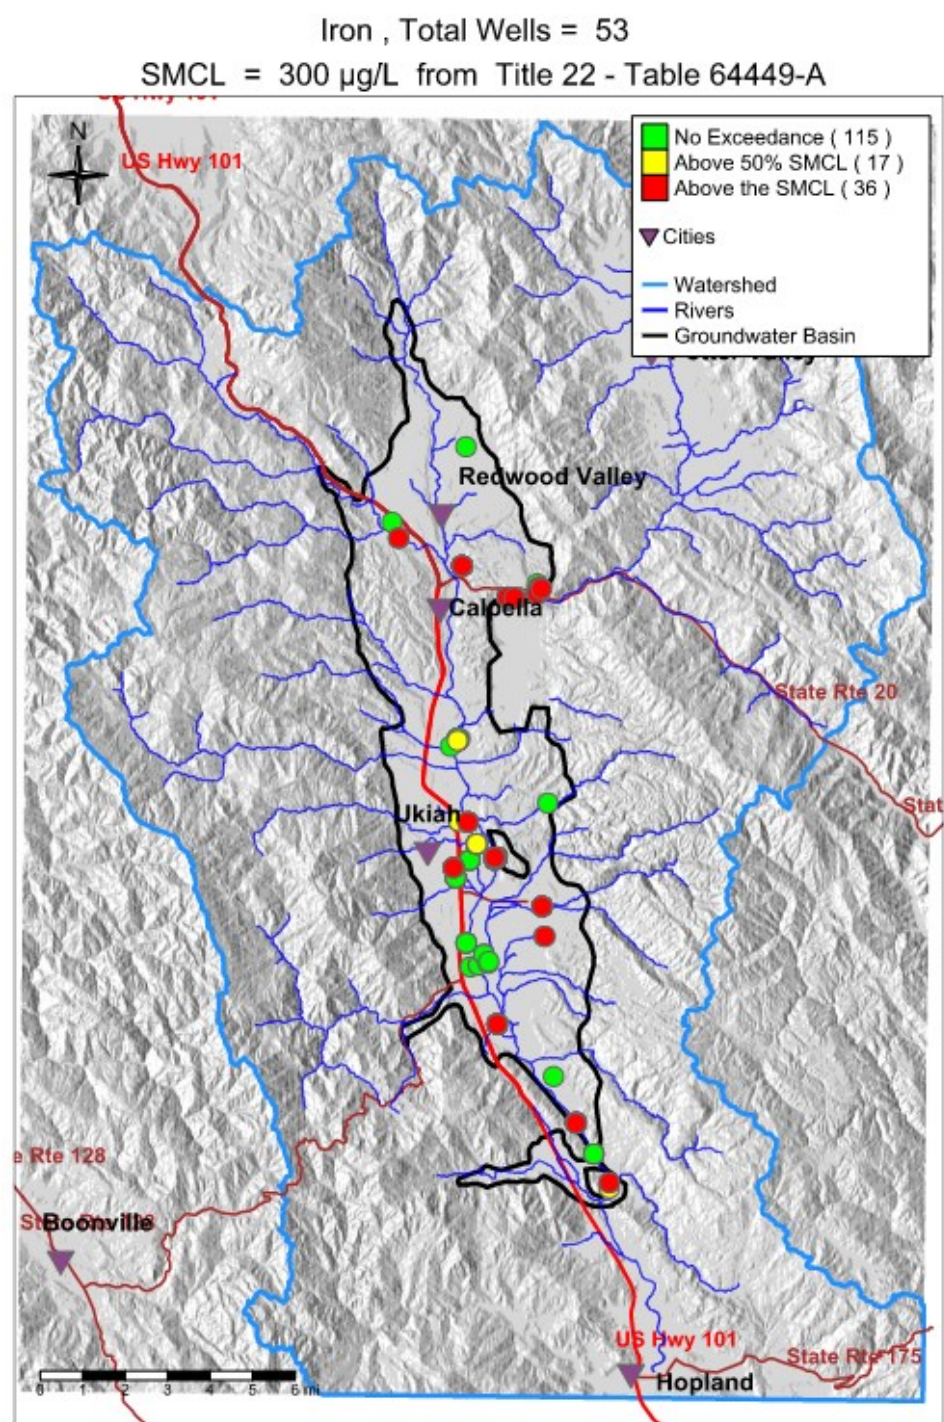 Iron , Total Wells = 53
SMCL = 300 µg/L from Title 22 - Table 64449-A
N
US Hwy 101
No Exceedance ( 115 )
Above 50% SMCL ( 17 )
Above the SMCL ( 36 )
Cities
Watershed
Rivers
Groundwater Basin
Redwood Valley
Calpella
State Rte 20
Stat
Ukiah
e Rte 128
Boonville
US Hwy 101
State Rte 175
Hopland
0 1 2 3 4 5 6 mi